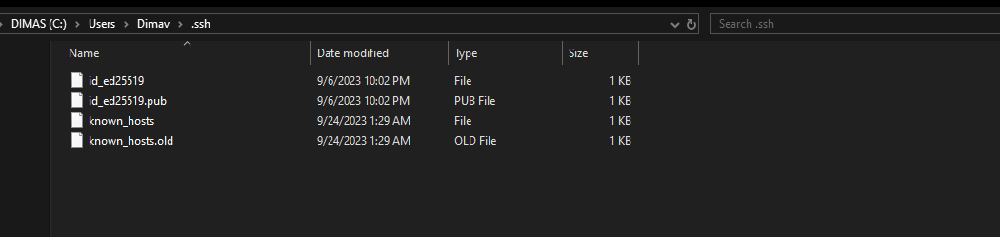 DIMAS (C:) Users Dimav .ssh Search .ssh
Name Date modified Type Size
id_ed25519 9/6/2023 10:02 PM File 1 KB
id_ed25519.pub 9/6/2023 10:02 PM PUB File 1 KB
known_hosts 9/24/2023 1:29 AM File 1 KB
known_hosts.old 9/24/2023 1:29 AM OLD File 1 KB